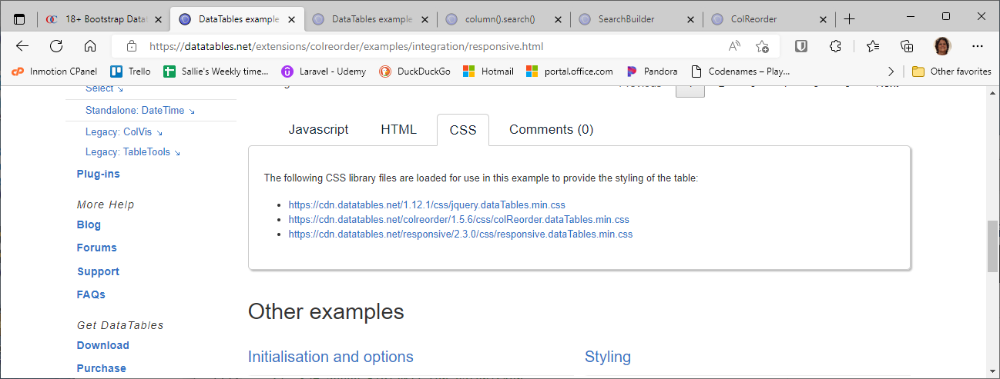 18+ Bootstrap Datat
DataTables example
DataTables example
column().search()
SearchBuilder
ColReorder
https://datatables.net/extensions/colreorder/examples/integration/responsive.html
Inmotion CPanel
Trello
Sallie's Weekly time...
Laravel - Udemy
DuckDuckGo
Hotmail
portal.office.com
Pandora
Codenames – Play...
Other favorites
Select ↘
Standalone: DateTime ↘
Legacy: ColVis ↘
Legacy: TableTools ↘
Plug-ins
More Help
Blog
Forums
Support
FAQs
Get DataTables
Download
Purchase
Previous
Next
Javascript
HTML
CSS
Comments (0)
The following CSS library files are loaded for use in this example to provide the styling of the table:
• https://cdn.datatables.net/1.12.1/css/jquery.dataTables.min.css
• https://cdn.datatables.net/colreorder/1.5.6/css/colReorder.dataTables.min.css
• https://cdn.datatables.net/responsive/2.3.0/css/responsive.dataTables.min.css
Other examples
Initialisation and options
Styling